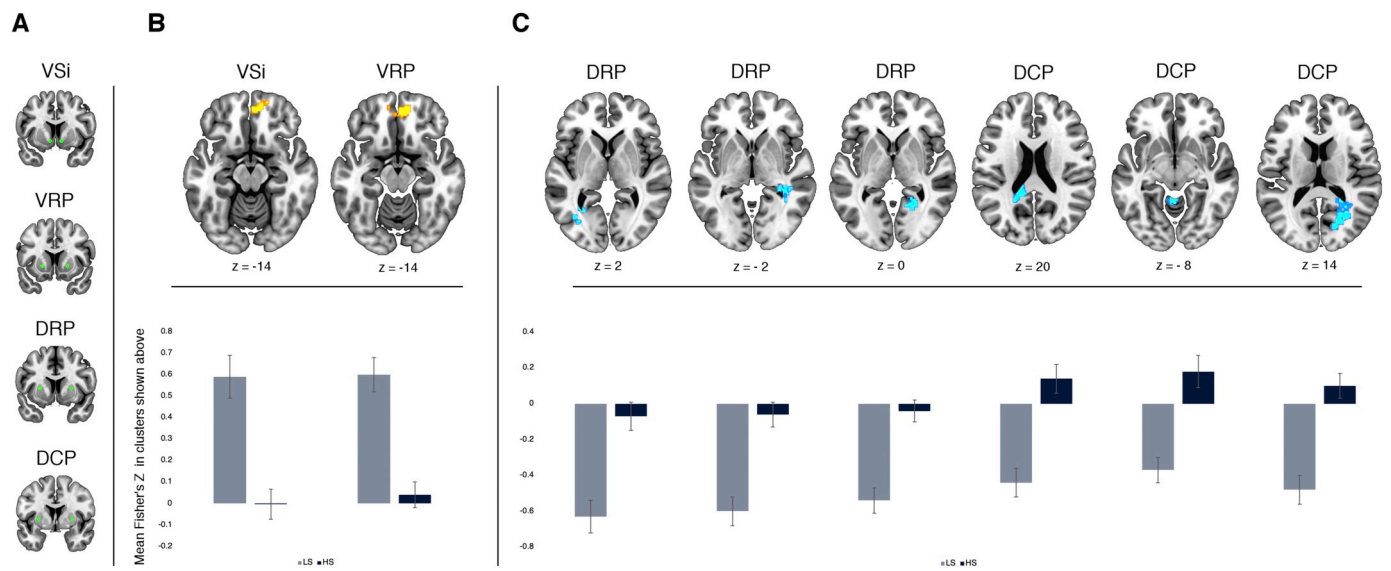 A
VSi
VRP
DRP
DCP
B
VSi VRP
z = -14 z = -14
Mean Fisher's Z in clusters shown above
0.8
0.7
0.6
0.5
0.4
0.3
0.2
0.1
0
-0.1
-0.2
LS HS
C
DRP DRP DRP DCP DCP DCP
z = 2 z = - 2 z = 0 z = 20 z = - 8 z = 14
0.4
0.2
0
-0.2
-0.4
-0.6
-0.8
LS HS